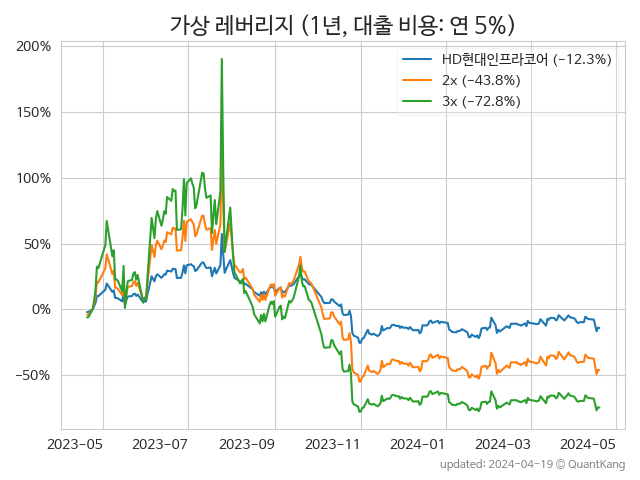 가상 레버리지 (1년, 대출 비용: 연 5%)
HD현대인프라코어 (−12.3%)
2x (−43.8%)
3x (−72.8%)
200%
150%
100%
50%
0%
−50%
2023-05 2023-07 2023-09 2023-11 2024-01 2024-03 2024-05
updated: 2024-04-19 © QuantKang